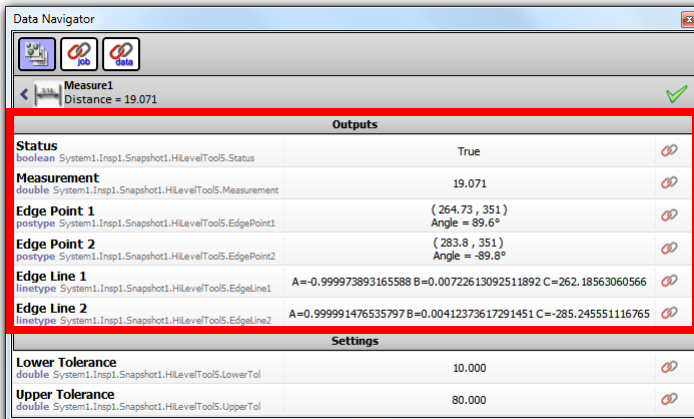 Data Navigator
job
data
Measure1
Distance = 19.071
Outputs
Status
boolean System1.Insp1.Snapshot1.HiLevelTool5.Status
True
Measurement
double System1.Insp1.Snapshot1.HiLevelTool5.Measurement
19.071
Edge Point 1
postype System1.Insp1.Snapshot1.HiLevelTool5.EdgePoint1
( 264.73 , 351 )
Angle = 89.6°
Edge Point 2
postype System1.Insp1.Snapshot1.HiLevelTool5.EdgePoint2
( 283.8 , 351 )
Angle = -89.8°
Edge Line 1
linetype System1.Insp1.Snapshot1.HiLevelTool5.EdgeLine1
A=-0.999973893165588 B=0.00722613092511892 C=262.18563060566
Edge Line 2
linetype System1.Insp1.Snapshot1.HiLevelTool5.EdgeLine2
A=0.999991476535797 B=0.00412373617291451 C=-285.245551116765
Settings
Lower Tolerance
double System1.Insp1.Snapshot1.HiLevelTool5.LowerTol
10.000
Upper Tolerance
double System1.Insp1.Snapshot1.HiLevelTool5.UpperTol
80.000